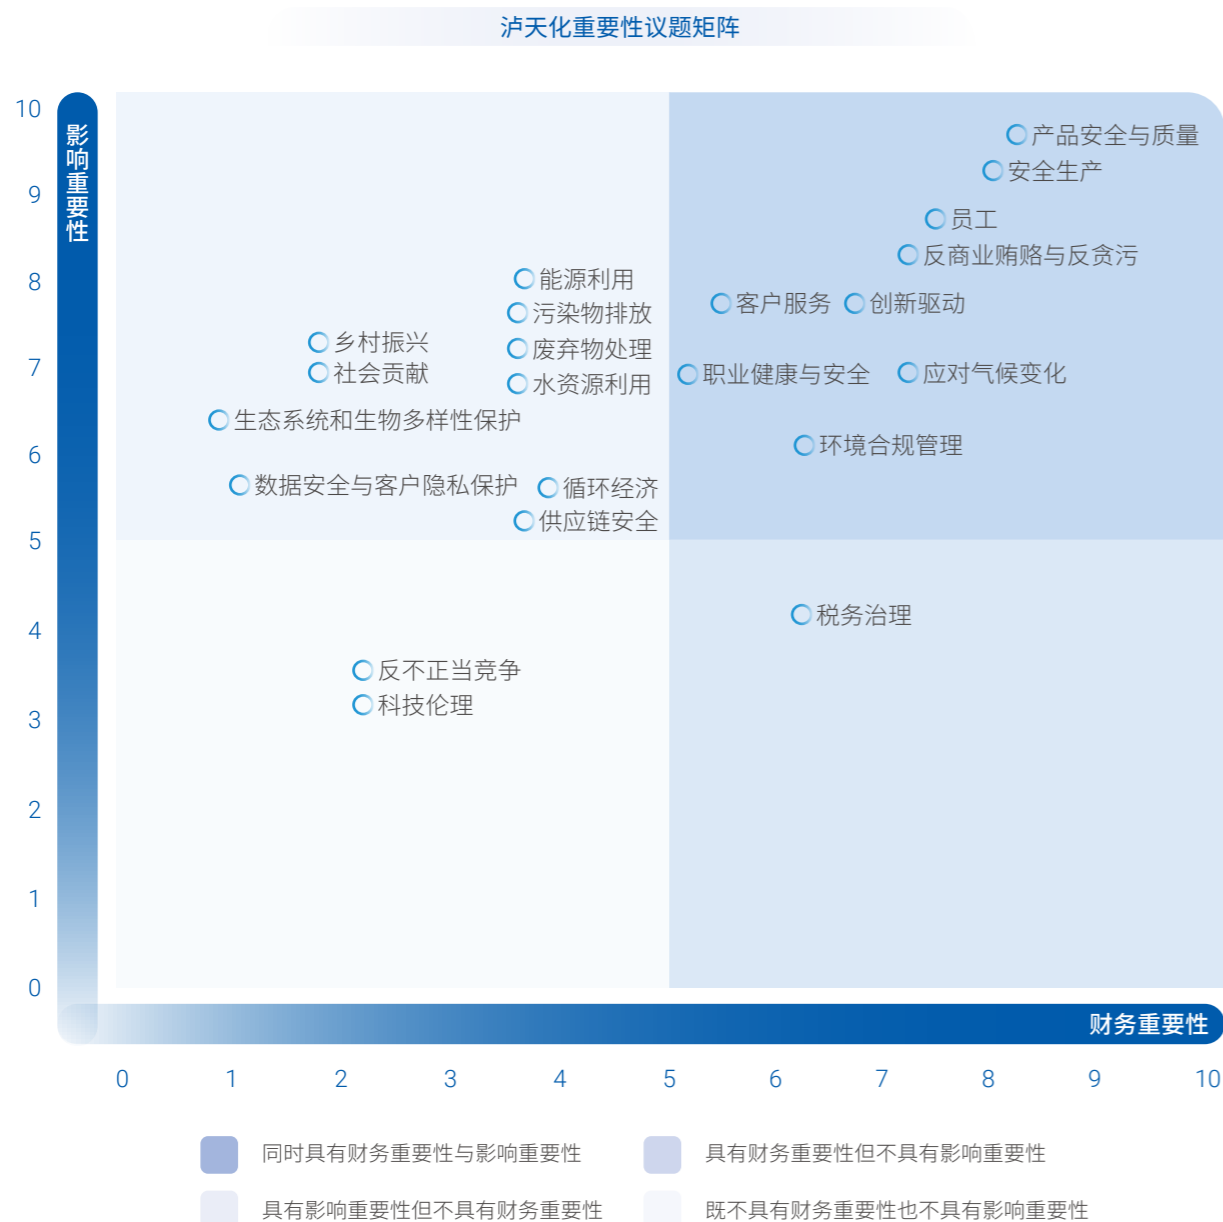 泸天化重要性议题矩阵
10
影响重要性
产品安全与质量
安全生产
9
员工
反商业贿赂与反贪污
8
能源利用
客户服务
创新驱动
污染物排放
乡村振兴
废弃物处理
7
社会贡献
水资源利用
职业健康与安全
应对气候变化
生态系统和生物多样性保护
6
环境合规管理
数据安全与客户隐私保护
循环经济
供应链安全
5
4
税务治理
反不正当竞争
3
科技伦理
2
1
0
财务重要性
0 1 2 3 4 5 6 7 8 9 10
同时具有财务重要性与影响重要性
具有财务重要性但不具有影响重要性
具有影响重要性但不具有财务重要性
既不具有财务重要性也不具有影响重要性